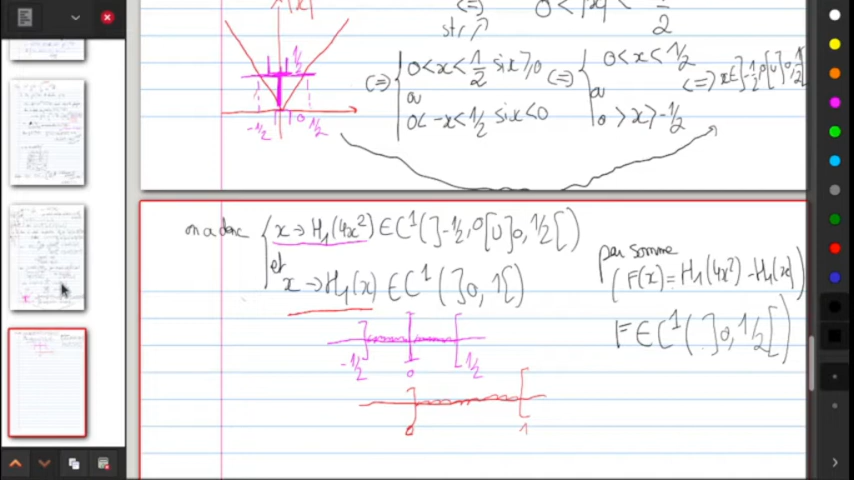 |x|
(=) 0 < |x| < 1/2
str ↗
1/2
-1/2 0 1/2
(=) { 0 < x < 1/2 si x ≥ 0
ou
0 < -x < 1/2 si x < 0
(=) { 0 < x < 1/2
ou
0 > x > -1/2
(=) x ∈ ]-1/2, 0[ U ]0, 1/2[
on a donc { x → H₁(4x²) ∈ C¹(]-1/2, 0[ U ]0, 1/2[)
et
x → H₁(x) ∈ C¹(]0, 1[)
par somme
(F(x) = H₁(4x²) - H₁(x))
F ∈ C¹(]0, 1/2[)
-1/2 0 1/2
0 1